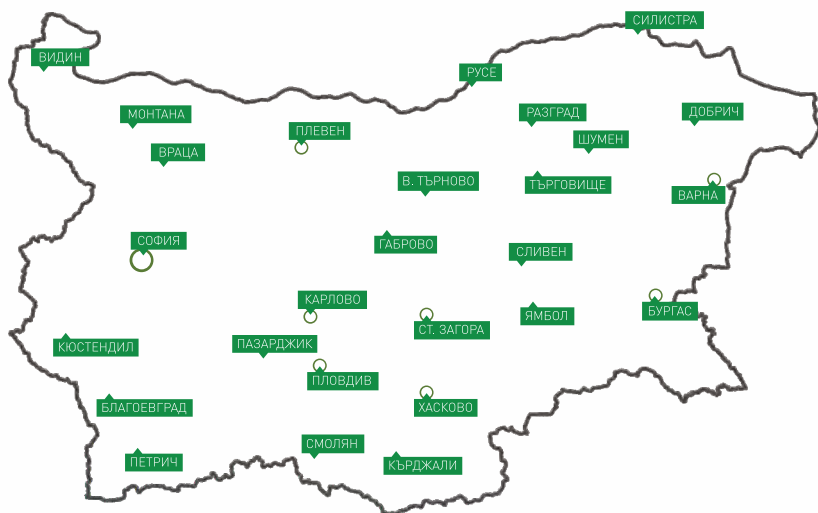 СИЛИСТРА
ВИДИН
РУСЕ
МОНТАНА
РАЗГРАД
ДОБРИЧ
ПЛЕВЕН
ШУМЕН
ВРАЦА
В. ТЪРНОВО
ТЪРГОВИЩЕ
ВАРНА
СОФИЯ
ГАБРОВО
СЛИВЕН
КАРЛОВО
БУРГАС
СТ. ЗАГОРА
ЯМБОЛ
КЮСТЕНДИЛ
ПАЗАРДЖИК
ПЛОВДИВ
БЛАГОЕВГРАД
ХАСКОВО
СМОЛЯН
ПЕТРИЧ
КЪРДЖАЛИ